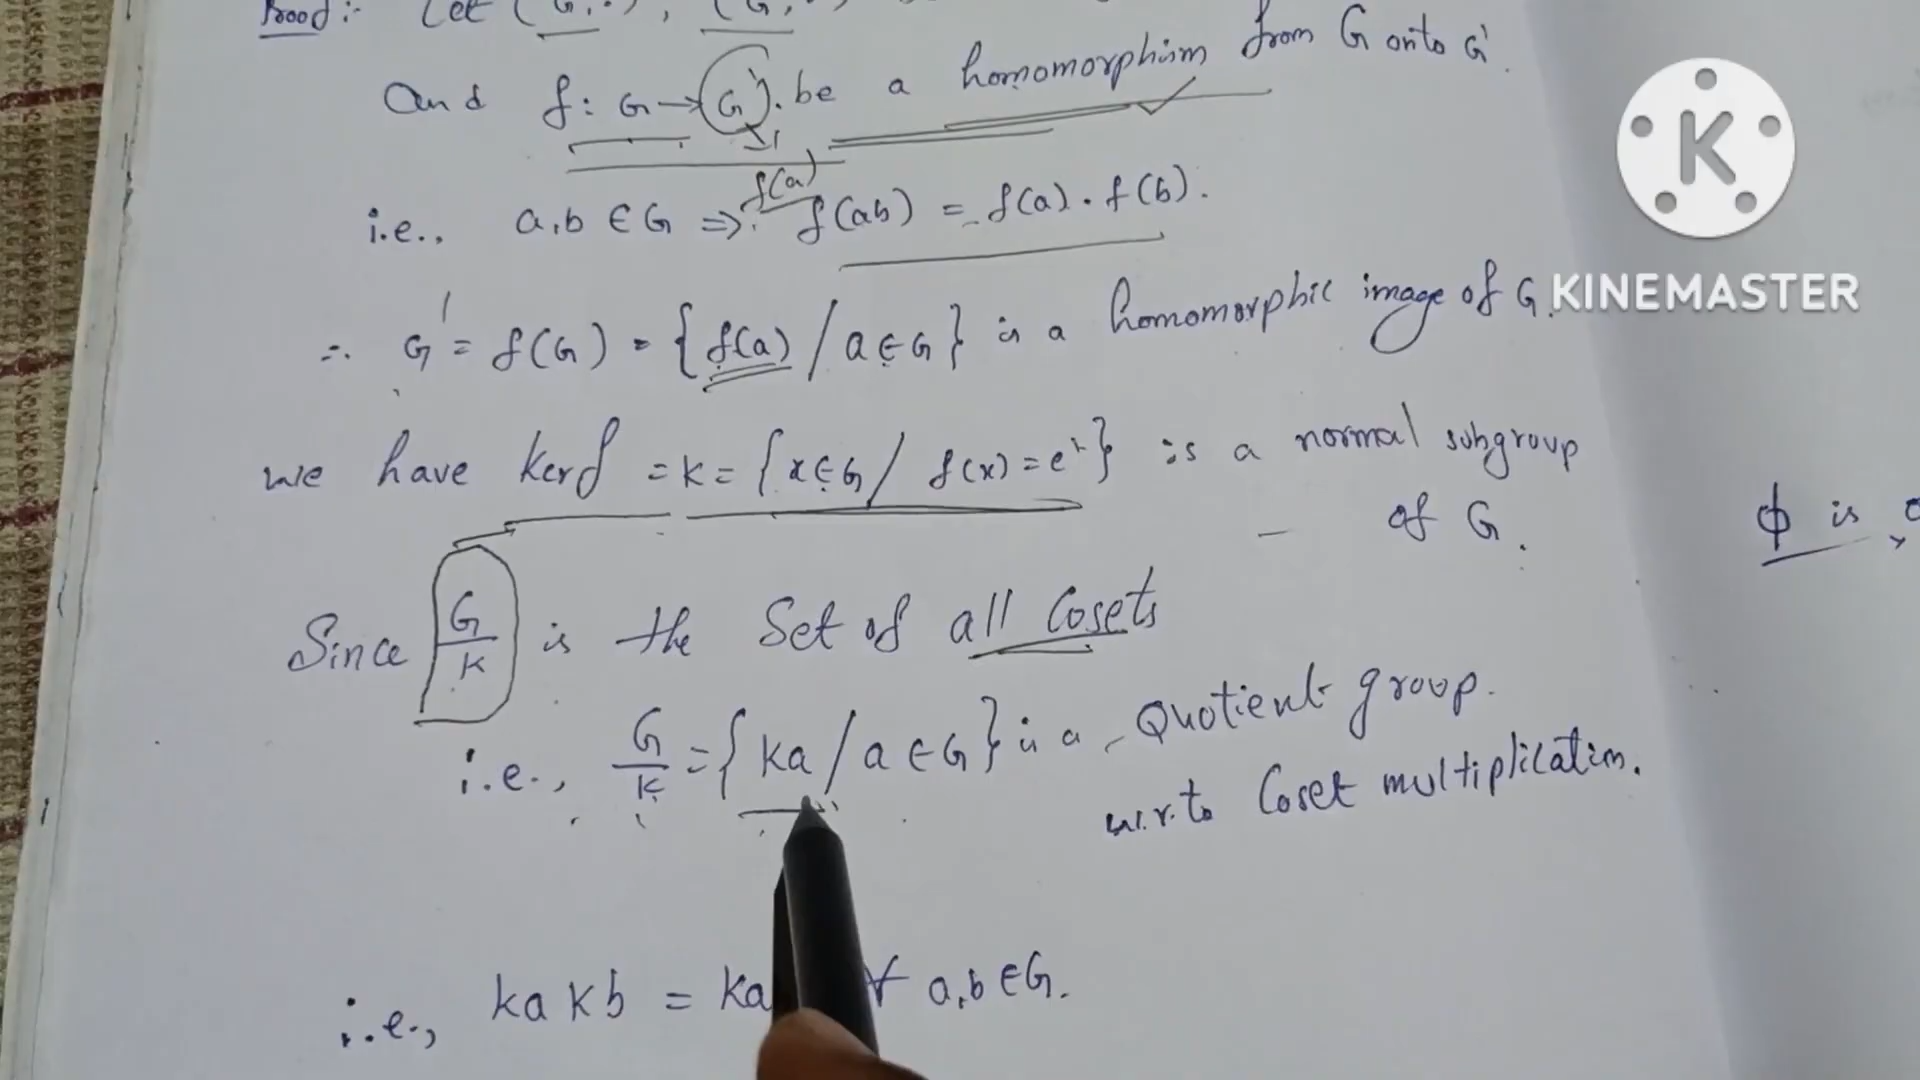 Proof:- Let (G,·), (G',·)
And f: G → G'. be a homomorphism from G onto G'.
f(a)
i.e., a,b ∈ G ⇒ f(ab) = f(a) . f(b).
∴ G' = f(G) = {f(a) / a ∈ G} is a homomorphic image of G.
we have kerf = K = {x ∈ G / f(x) = e'} is a normal subgroup
of G.
Since G/K is the Set of all Cosets
i.e., G/K = {Ka / a ∈ G} is a Quotient group.
w.r.to Coset multiplication.
i.e., Ka Kb = Ka ∀ a,b ∈ G.
ϕ is
K
KINEMASTER